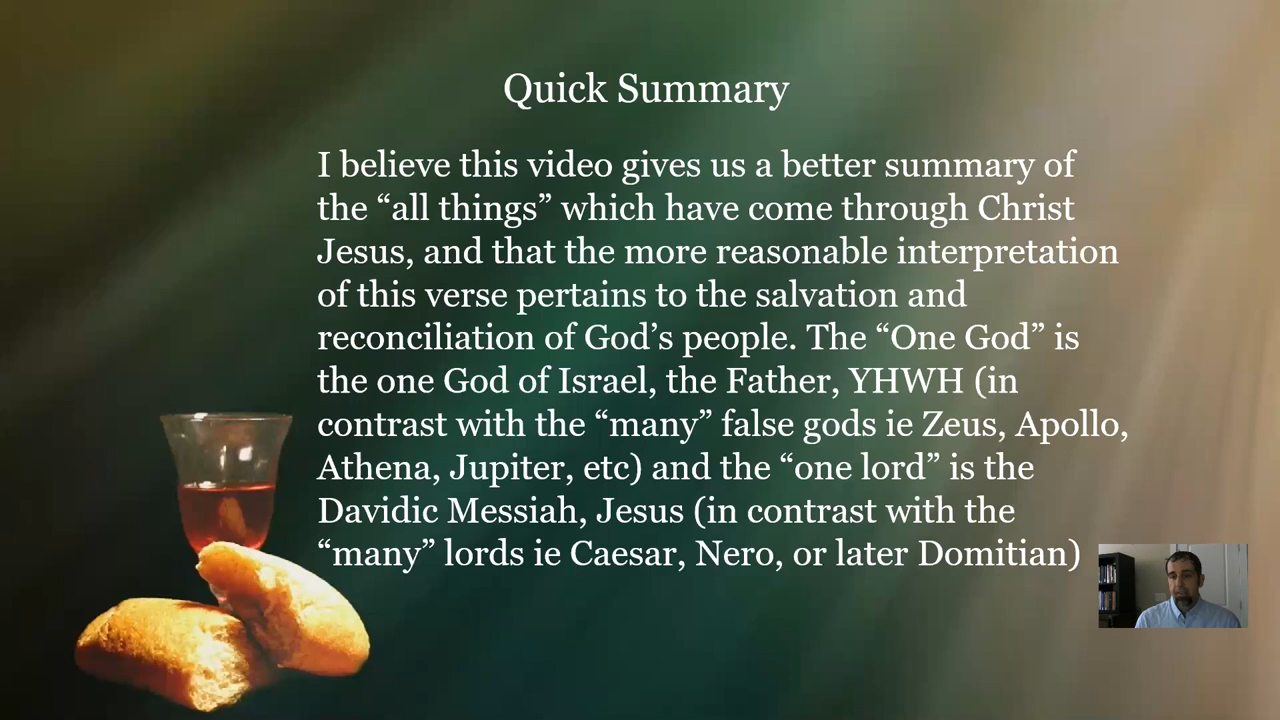 Quick Summary
I believe this video gives us a better summary of
the “all things” which have come through Christ
Jesus, and that the more reasonable interpretation
of this verse pertains to the salvation and
reconciliation of God’s people. The “One God” is
the one God of Israel, the Father, YHWH (in
contrast with the “many” false gods ie Zeus, Apollo,
Athena, Jupiter, etc) and the “one lord” is the
Davidic Messiah, Jesus (in contrast with the
“many” lords ie Caesar, Nero, or later Domitian)